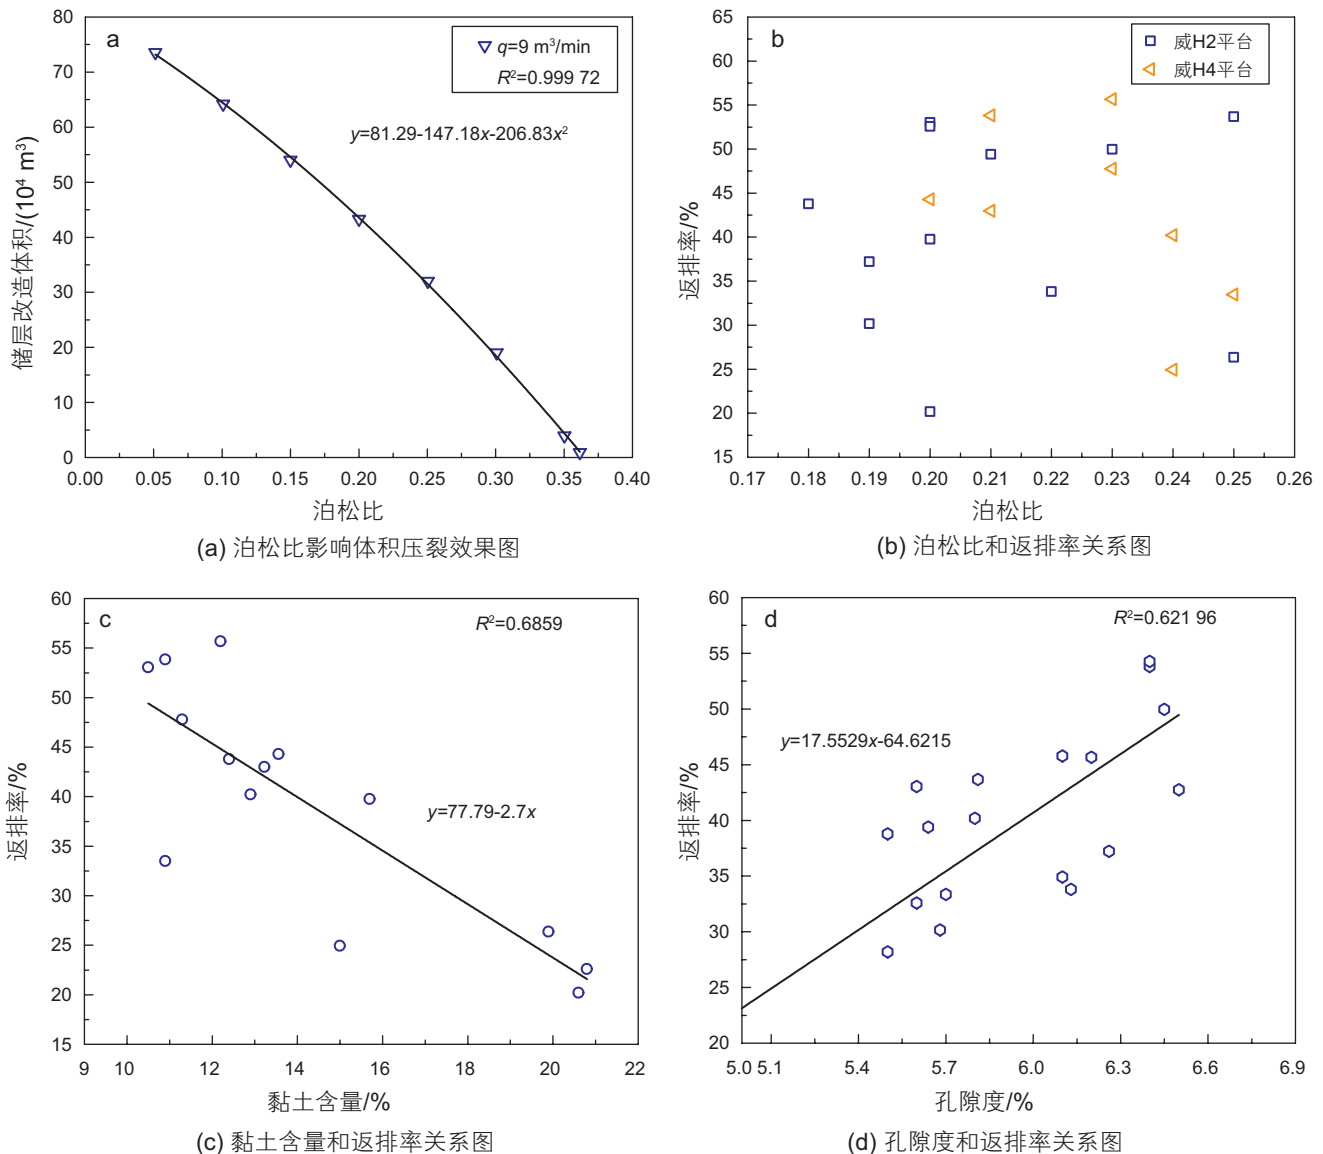 a
q=9 m³/min
R²=0.999 72
y=81.29-147.18x-206.83x²
储层改造体积/(10⁴ m³)
80
70
60
50
40
30
20
10
0
0.00 0.05 0.10 0.15 0.20 0.25 0.30 0.35 0.40
泊松比
(a) 泊松比影响体积压裂效果图
b
威H2平台
威H4平台
返排率/%
65
60
55
50
45
40
35
30
25
20
15
0.17 0.18 0.19 0.20 0.21 0.22 0.23 0.24 0.25 0.26
泊松比
(b) 泊松比和返排率关系图
c
R²=0.6859
y=77.79-2.7x
返排率/%
60
55
50
45
40
35
30
25
20
15
9 10 12 14 16 18 20 22
黏土含量/%
(c) 黏土含量和返排率关系图
d
R²=0.621 96
y=17.5529x-64.6215
返排率/%
60
55
50
45
40
35
30
25
20
5.0 5.1 5.4 5.7 6.0 6.3 6.6 6.9
孔隙度/%
(d) 孔隙度和返排率关系图